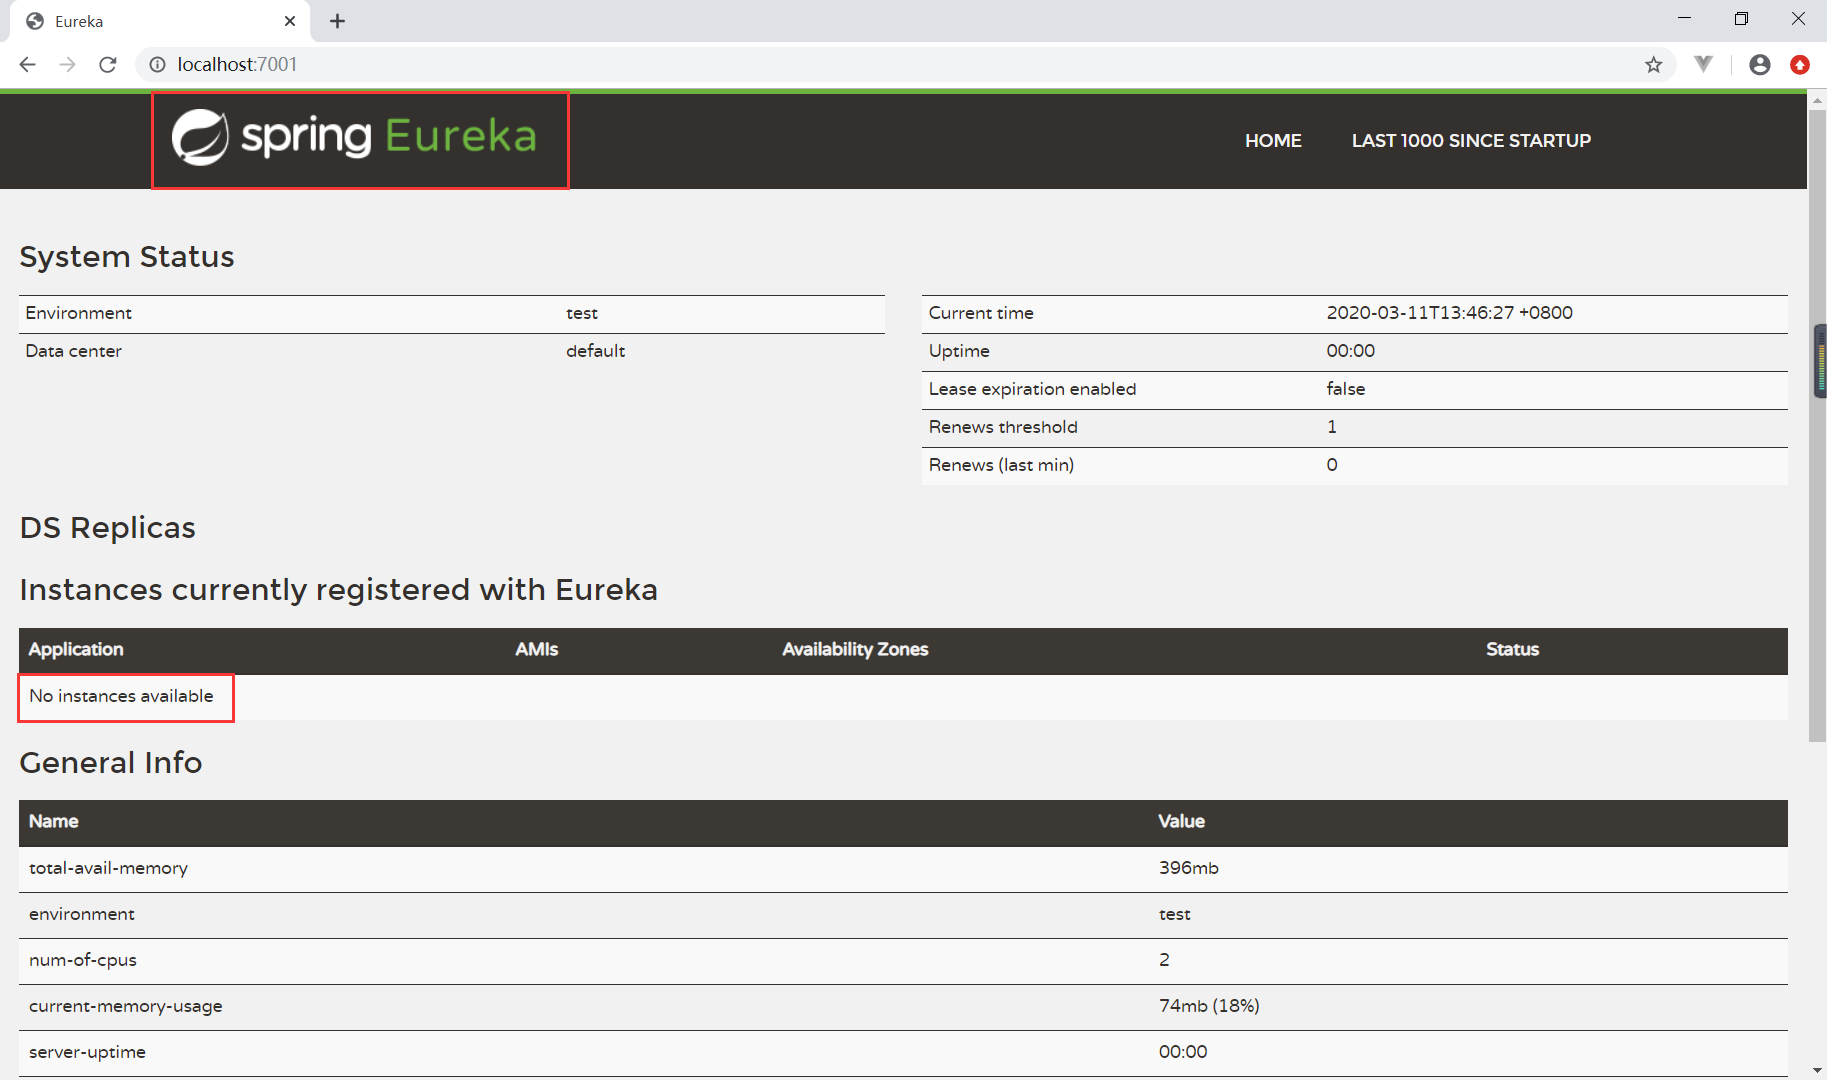 Eureka
localhost:7001
spring Eureka
HOME LAST 1000 SINCE STARTUP
System Status
Environment test
Data center default
Current time 2020-03-11T13:46:27 +0800
Uptime 00:00
Lease expiration enabled false
Renews threshold 1
Renews (last min) 0
DS Replicas
Instances currently registered with Eureka
Application AMIs Availability Zones Status
No instances available
General Info
Name Value
total-avail-memory 396mb
environment test
num-of-cpus 2
current-memory-usage 74mb (18%)
server-uptime 00:00